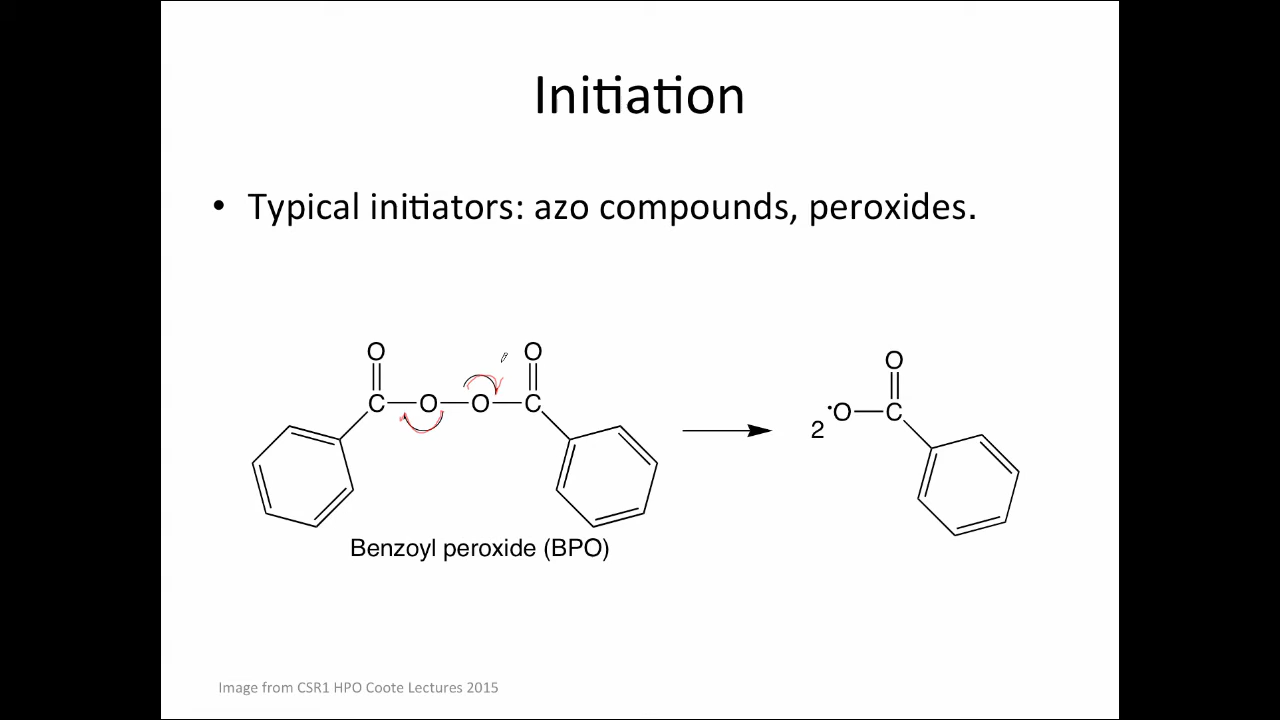 Initiation
• Typical initiators: azo compounds, peroxides.
O O O
C O O C 2 •O C
Benzoyl peroxide (BPO)
Image from CSR1 HPO Coote Lectures 2015